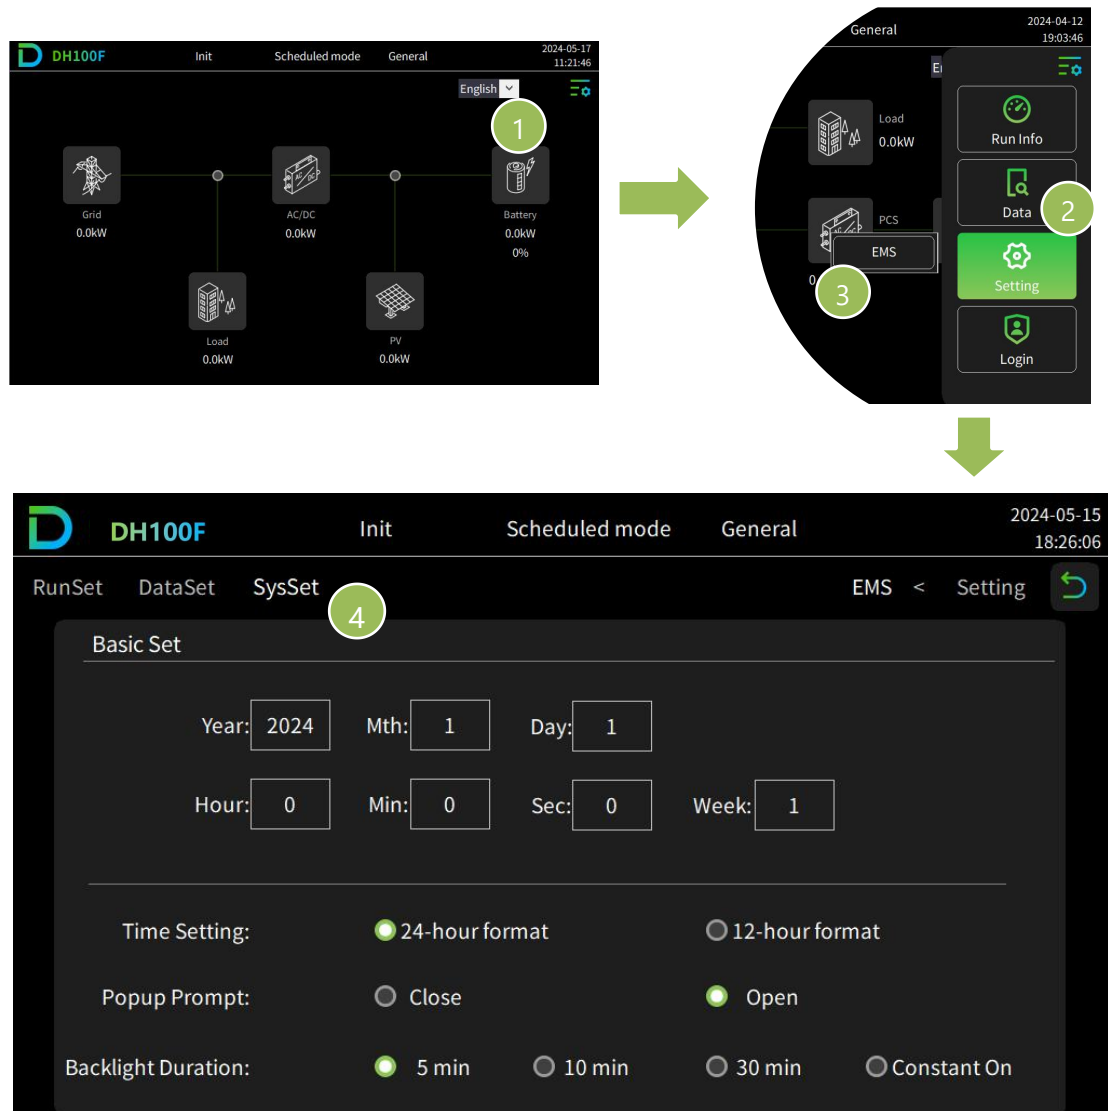 DH100F Init Scheduled mode General 2024-05-17
11:21:46
English
1
Grid
0.0kW
AC/DC
0.0kW
Battery
0.0kW
0%
Load
0.0kW
PV
0.0kW
General 2024-04-12
19:03:46
Load
0.0kW
Run Info
Data
2
PCS
EMS
3
Setting
Login
DH100F Init Scheduled mode General 2024-05-15
18:26:06
RunSet DataSet SysSet EMS < Setting
4
Basic Set
Year: 2024 Mth: 1 Day: 1
Hour: 0 Min: 0 Sec: 0 Week: 1
Time Setting: 24-hour format 12-hour format
Popup Prompt: Close Open
Backlight Duration: 5 min 10 min 30 min Constant On